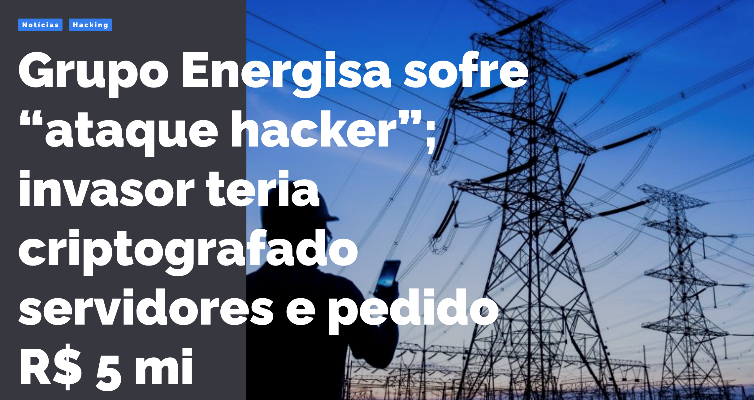 Notícias Hacking
Grupo Energisa sofre
“ataque hacker”;
invasor teria
criptografado
servidores e pedido
R$ 5 mi